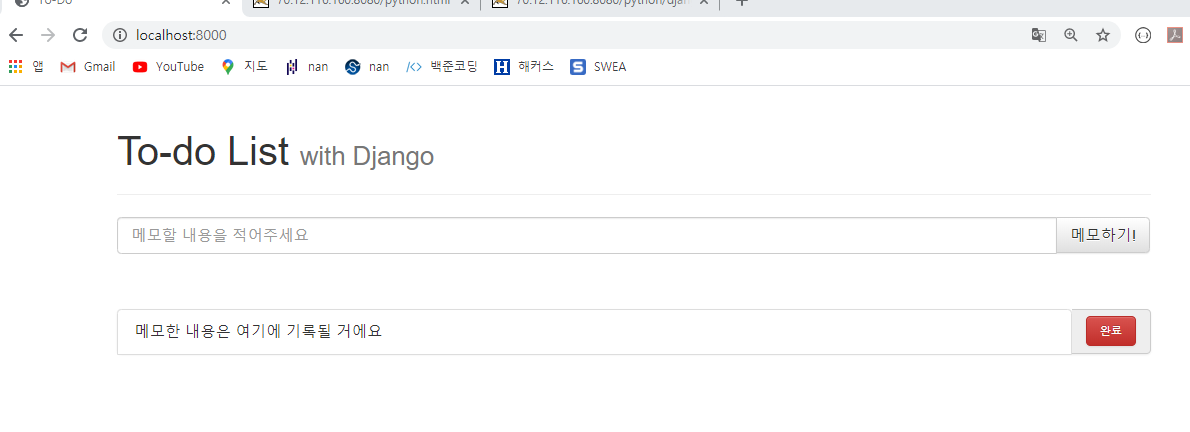 To-Do
70.12.116.160:8080/python.html
70.12.116.160:8080/python/djan
localhost:8000
앱 Gmail YouTube 지도 nan nan 백준코딩 해커스 SWEA
To-do List with Django
메모할 내용을 적어주세요 메모하기!
메모한 내용은 여기에 기록될 거에요 완료